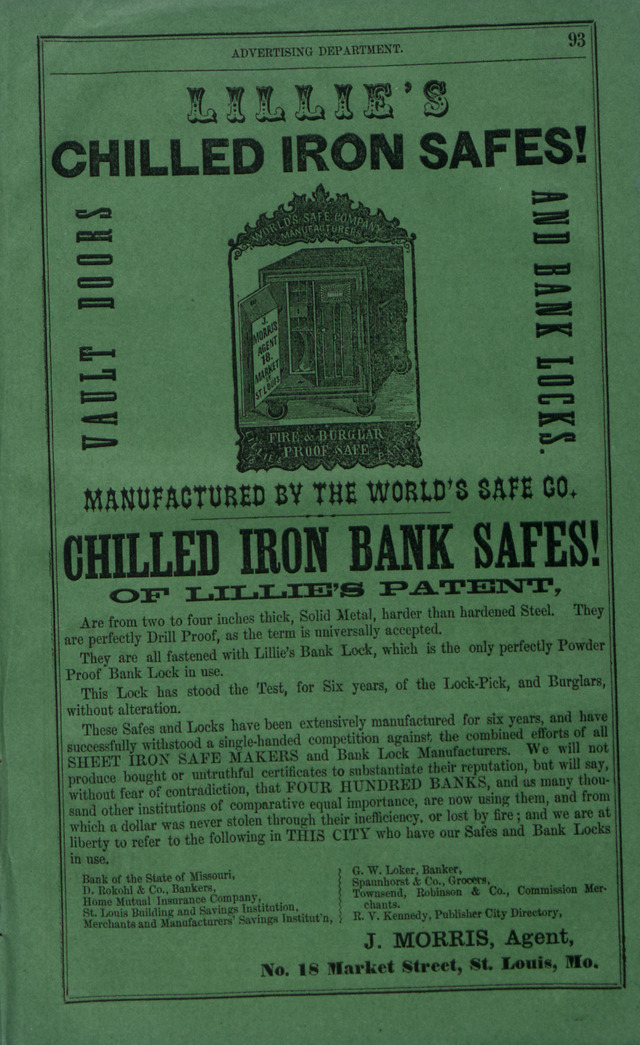 ADVERTISING DEPARTMENT.
93
LILLIE'S
CHILLED IRON SAFES!
VAULT DOORS
AND BANK LOCKS.
WORLD'S SAFE COMPANY
MANUFACTURERS
J.
MORRIS
AGENT
18.
MARKET
ST LOUIS
FIRE & BURGLAR
PROOF SAFE
MANUFACTURED BY THE WORLD'S SAFE CO.
CHILLED IRON BANK SAFES!
OF LILLIE'S PATENT,
Are from two to four inches thick, Solid Metal, harder than hardened Steel. They
are perfectly Drill Proof, as the term is universally accepted.
They are all fastened with Lillie's Bank Lock, which is the only perfectly Powder
Proof Bank Lock in use.
This Lock has stood the Test, for Six years, of the Lock-Pick, and Burglars,
without alteration.
These Safes and Locks have been extensively manufactured for six years, and have
successfully withstood a single-handed competition against the combined efforts of all
SHEET IRON SAFE MAKERS and Bank Lock Manufacturers. We will not
produce bought or untruthful certificates to substantiate their reputation, but will say,
without fear of contradiction, that FOUR HUNDRED BANKS, and as many thou-
sand other institutions of comparative equal importance, are now using them, and from
which a dollar was never stolen through their inefficiency, or lost by fire; and we are at
liberty to refer to the following in THIS CITY who have our Safes and Bank Locks
in use.
Bank of the State of Missouri,
D. Rokohl & Co., Bankers,
Home Mutual Insurance Company,
St. Louis Building and Savings Institution,
Merchants and Manufacturers' Savings Institut'n,
G. W. Loker, Banker,
Spaunhorst & Co., Grocers,
Townsend, Robinson & Co., Commission Mer-
chants.
R. V. Kennedy, Publisher City Directory,
J. MORRIS, Agent,
No. 18 Market Street, St. Louis, Mo.